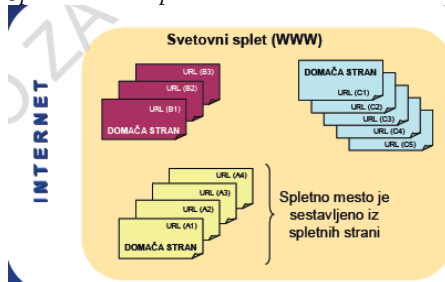 Svetovni splet (WWW)
INTERNET
URL (B3)
URL (B2)
URL (B1)
DOMAČA STRAN
DOMAČA STRAN
URL (C1)
URL (C2)
URL (C3)
URL (C4)
URL (C5)
URL (A4)
URL (A3)
URL (A2)
URL (A1)
DOMAČA STRAN
Spletno mesto je
sestavljeno iz
spletnih strani